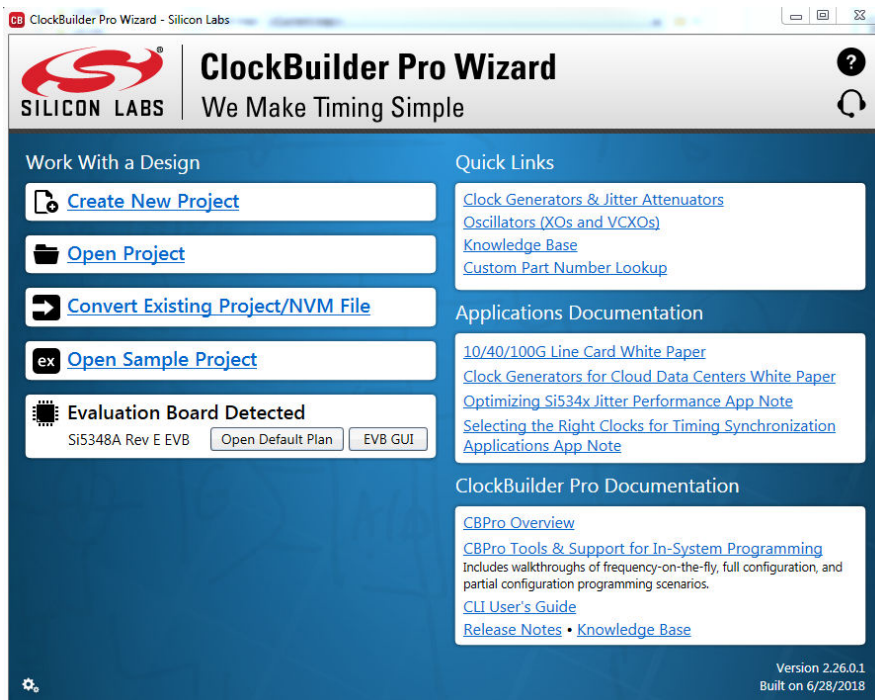 CB ClockBuilder Pro Wizard - Silicon Labs
SILICON LABS
ClockBuilder Pro Wizard
We Make Timing Simple
?
Work With a Design
Create New Project
Open Project
Convert Existing Project/NVM File
ex Open Sample Project
Evaluation Board Detected
Si5348A Rev E EVB Open Default Plan EVB GUI
Quick Links
Clock Generators & Jitter Attenuators
Oscillators (XOs and VCXOs)
Knowledge Base
Custom Part Number Lookup
Applications Documentation
10/40/100G Line Card White Paper
Clock Generators for Cloud Data Centers White Paper
Optimizing Si534x Jitter Performance App Note
Selecting the Right Clocks for Timing Synchronization
Applications App Note
ClockBuilder Pro Documentation
CBPro Overview
CBPro Tools & Support for In-System Programming
Includes walkthroughs of frequency-on-the-fly, full configuration, and
partial configuration programming scenarios.
CLI User's Guide
Release Notes • Knowledge Base
Version 2.26.0.1
Built on 6/28/2018